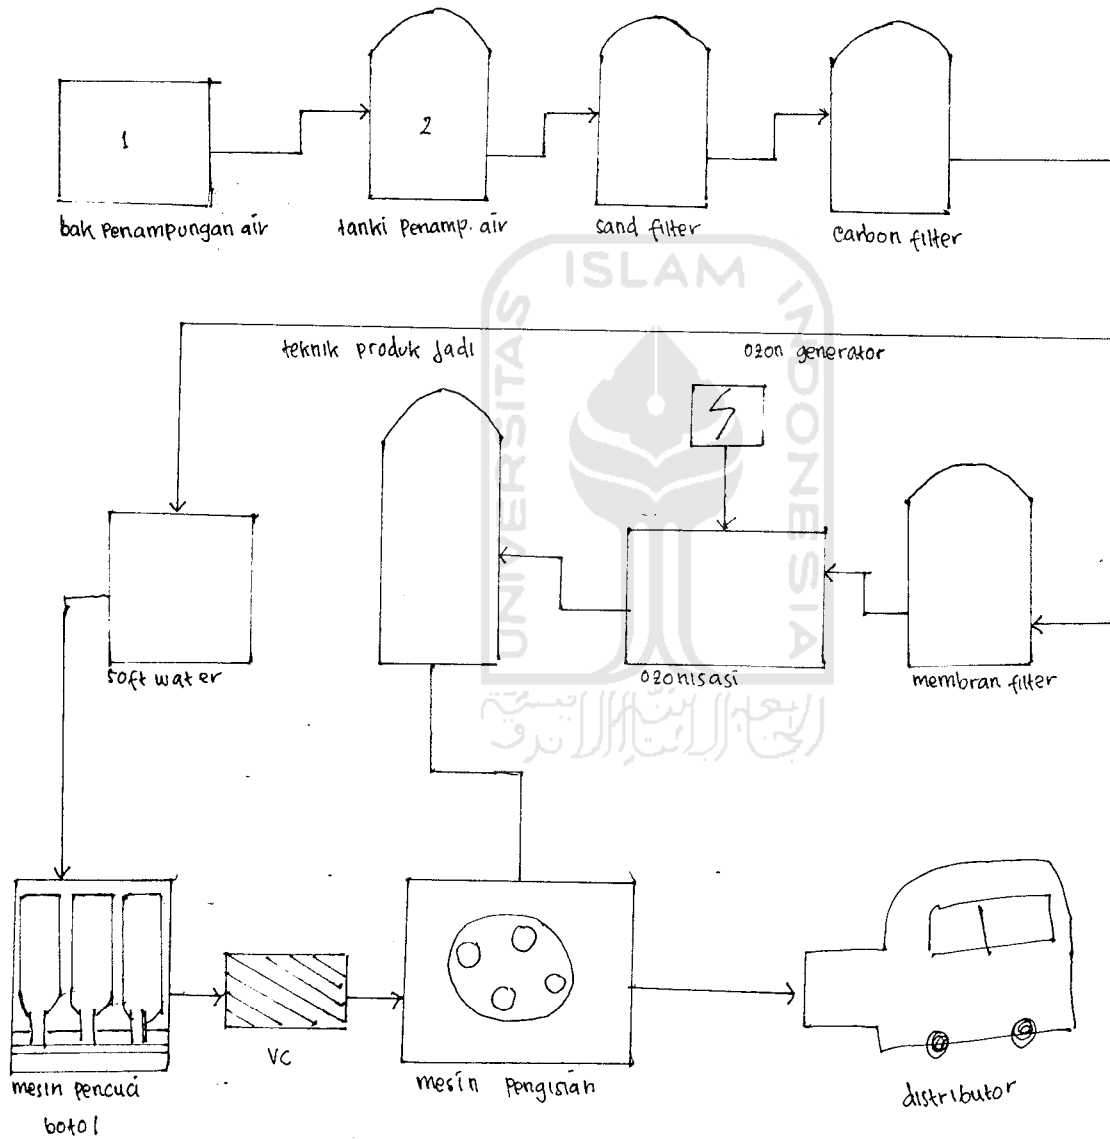 1
2
bak Penampungan air
tanki Penamp. air
sand filter
carbon filter
ISLAM
UNIVERSITAS
INDONESIA
teknik produk Jadi
ozon generator
soft water
ozonisasi
membran filter
VC
mesin pencuci
botol
mesin pengisian
distributor